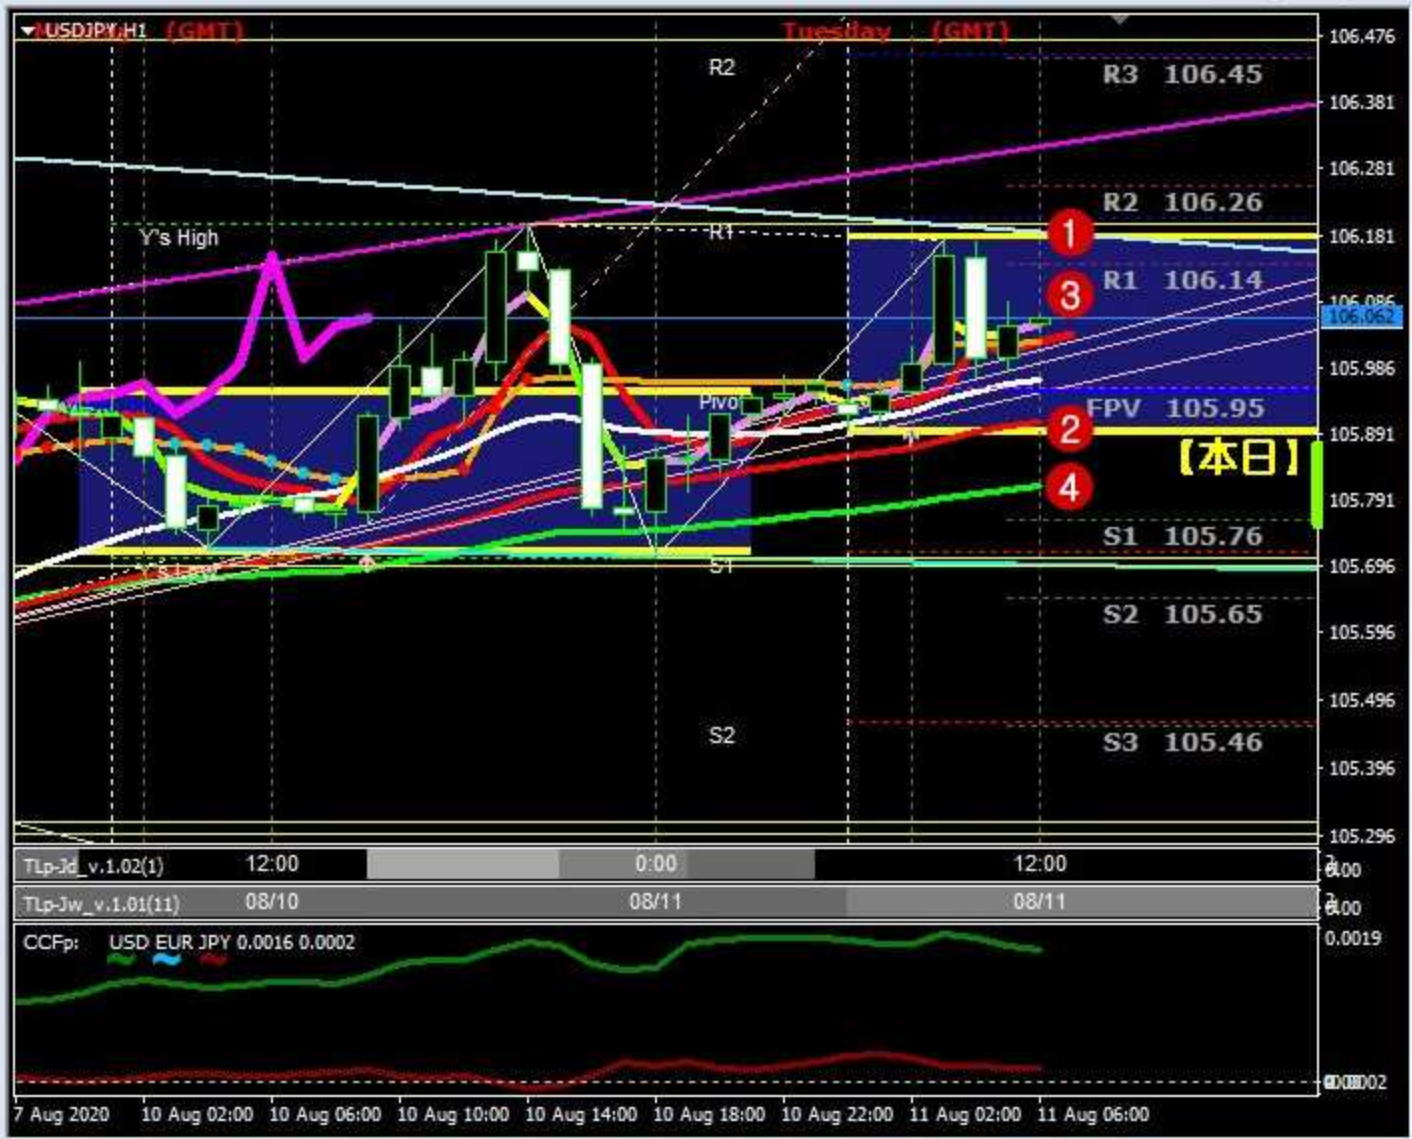 USDJPY,H1
(GMT)
Tuesday (GMT)
106.476
R2
R3 106.45
106.381
106.281
R2 106.26
Y's High
R1
1
106.181
R1 106.14
3
106.086
106.062
105.986
Pivo
FPV 105.95
2
105.891
【本日】
4
105.791
S1 105.76
S1
105.696
S2 105.65
105.596
105.496
S2
S3 105.46
105.396
105.296
TLp-Jd_v.1.02(1) 12:00 0:00 12:00
TLp-Jw_v.1.01(11) 08/10 08/11 08/11
CCFp: USD EUR JPY 0.0016 0.0002
0.0019
7 Aug 2020 10 Aug 02:00 10 Aug 06:00 10 Aug 10:00 10 Aug 14:00 10 Aug 18:00 10 Aug 22:00 11 Aug 02:00 11 Aug 06:00